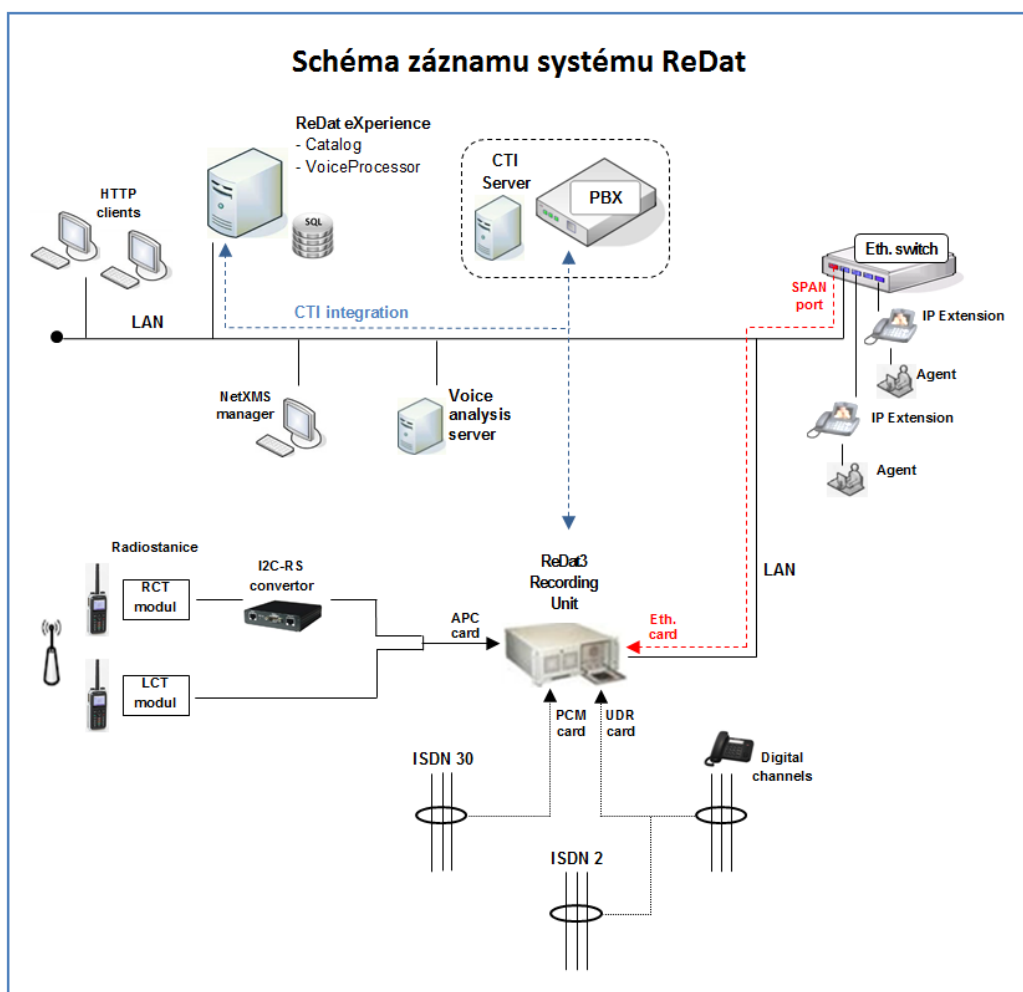 Schéma záznamu systému ReDat
ReDat eXperience
- Catalog
- VoiceProcessor
SQL
HTTP
clients
CTI
Server
PBX
Eth. switch
SPAN
port
IP Extension
Agent
IP Extension
Agent
CTI integration
LAN
NetXMS
manager
Voice
analysis
server
Radiostanice
RCT
modul
I2C-RS
convertor
LCT
modul
APC
card
ReDat3
Recording
Unit
Eth.
card
LAN
PCM
card
UDR
card
ISDN 30
Digital
channels
ISDN 2